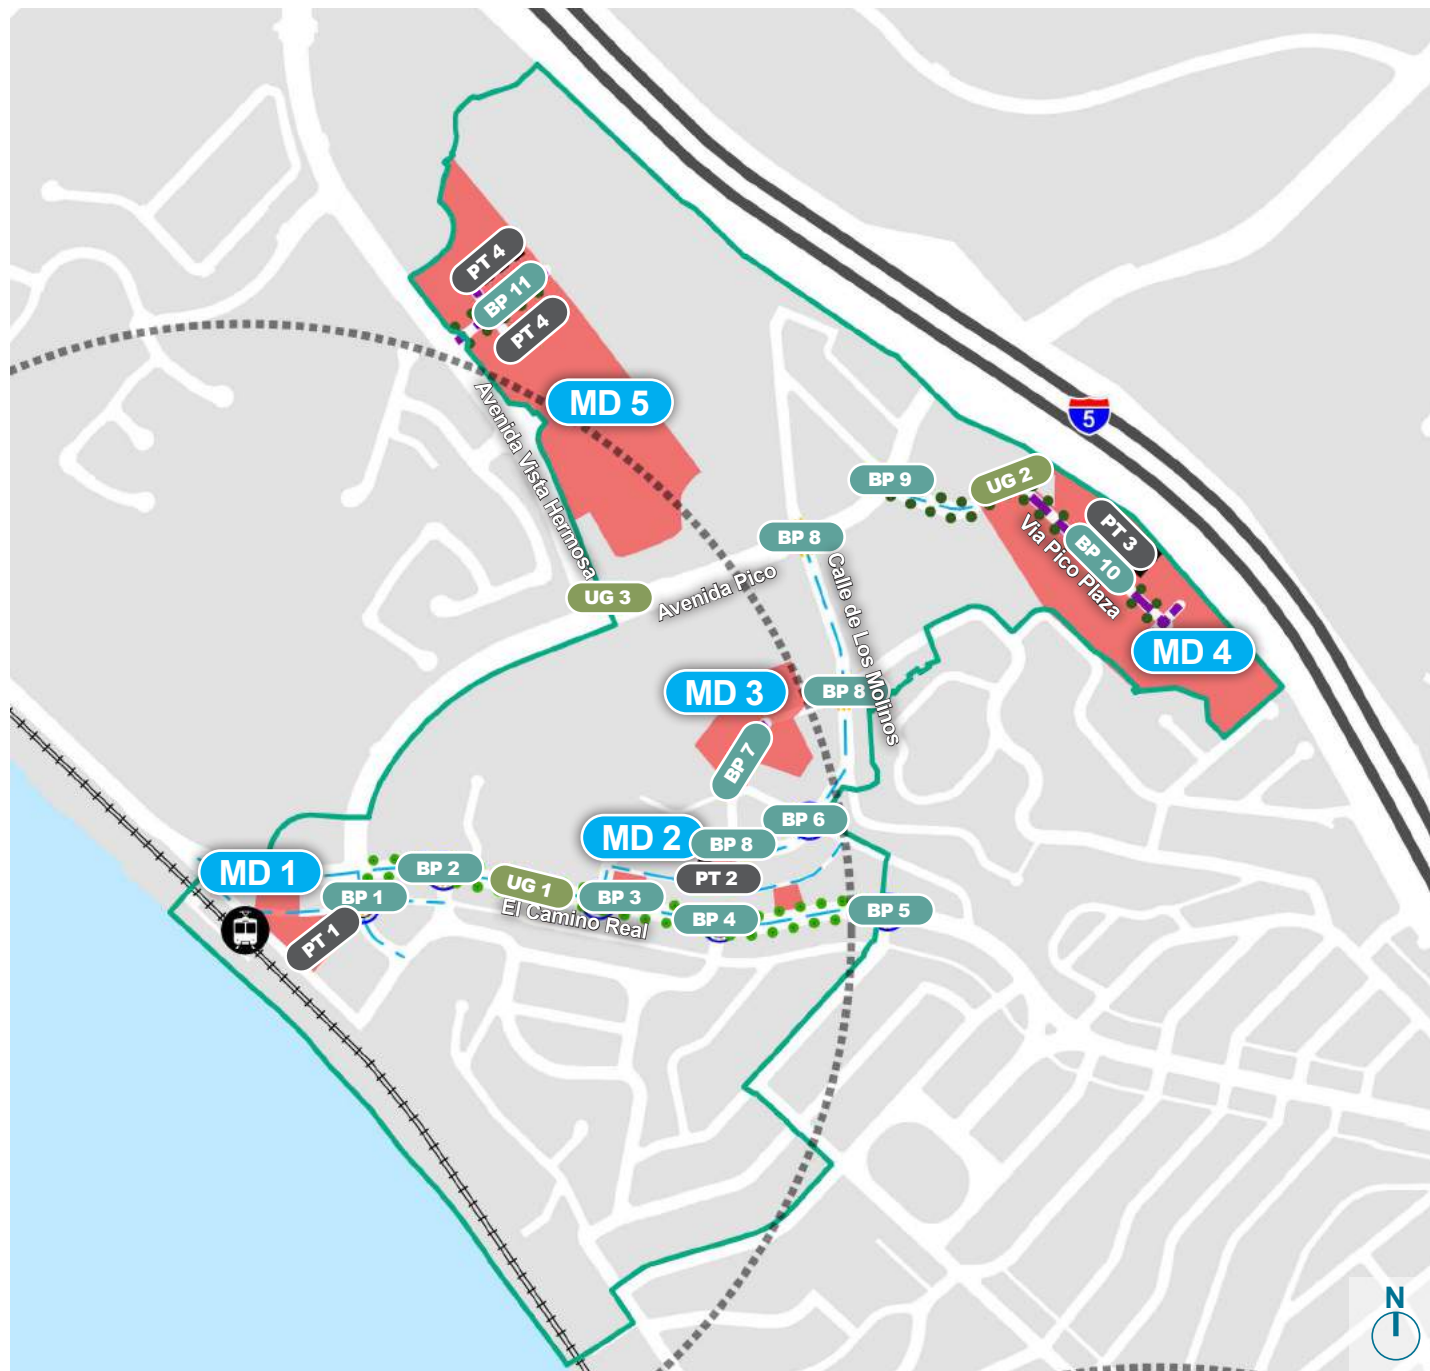 PT 4
BP 11
PT 4
MD 5
5
Avenida Vista Hermosa
BP 9
UG 2
PT 3
BP 10
Via Pico Plaza
BP 8
Calle de Los Molinos
UG 3
Avenida Pico
MD 4
MD 3
BP 8
BP 7
BP 6
MD 2
BP 8
MD 1
BP 2
PT 2
UG 1
BP 1
BP 3
BP 4
BP 5
El Camino Real
PT 1
N